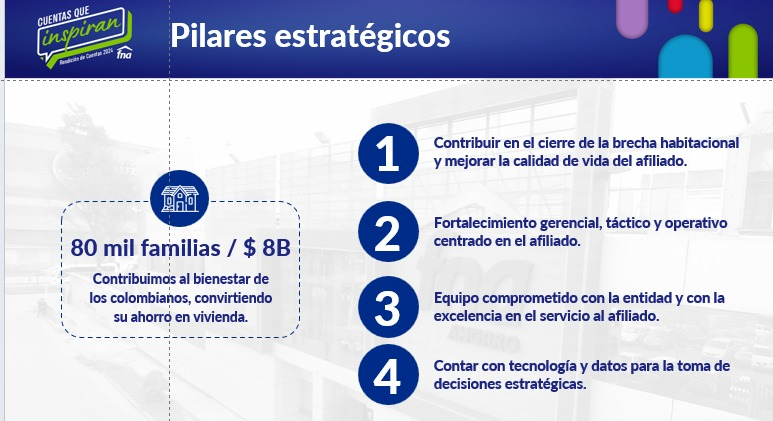 CUENTAS QUE
inspiran
Rendición de Cuentas 2024
fna
Pilares estratégicos
80 mil familias / $ 8B
Contribuimos al bienestar de
los colombianos, convirtiendo
su ahorro en vivienda.
1
Contribuir en el cierre de la brecha habitacional
y mejorar la calidad de vida del afiliado.
2
Fortalecimiento gerencial, táctico y operativo
centrado en el afiliado.
3
Equipo comprometido con la entidad y con la
excelencia en el servicio al afiliado.
4
Contar con tecnología y datos para la toma de
decisiones estratégicas.
fna
AHORRO